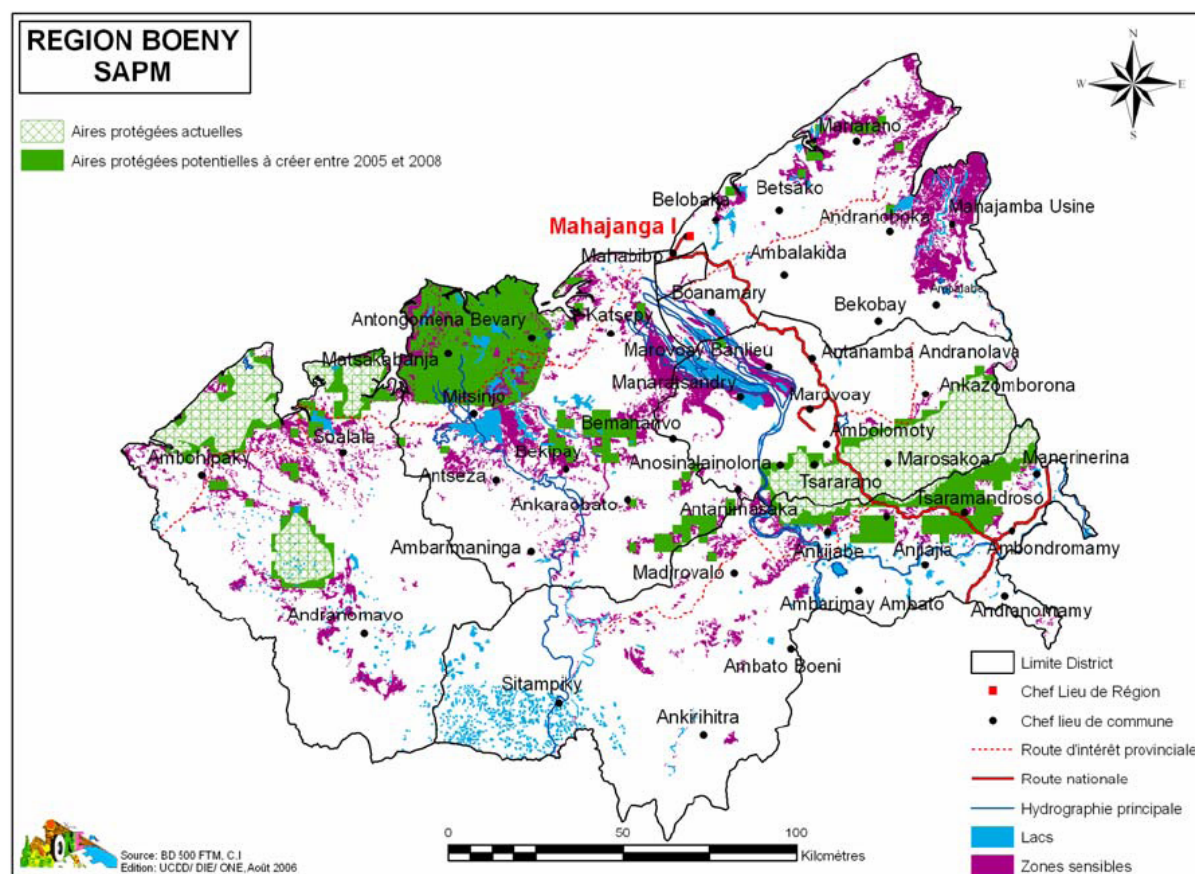 REGION BOENY
SAPM
Aires protégées actuelles
Aires protégées potentielles à créer entre 2005 et 2008
N
W
E
S
Mariarano
Belobaka
Betsako
Andranoboka
Mahajamba Usine
Mahajanga I
Mahabibo
Ambalakida
Ambalabe
Boanamary
Bekobay
Antongomena Bevary
Katsepy
Matsakabanja
Marovoay Banlieu
Antanamba Andranolava
Manaratsandry
Ankazomborona
Marovoay
Mitsinjo
Bemaharivo
Ambolomoty
Soalala
Ambohipaky
Bekipay
Anosinalainolona
Marosakoa
Manerinerina
Antseza
Tsararano
Ankaraobato
Tsaramandroso
Antanimasaka
Ankijabe
Anjiajia
Ambondromamy
Ambarimaninga
Madirovalo
Ambarimay
Ambato
Andranomamy
Andranomavo
Ambato Boeni
Sitampiky
Ankirihitra
Limite District
Chef Lieu de Région
Chef lieu de commune
Route d'intérêt provinciale
Route nationale
Hydrographie principale
Lacs
Zones sensibles
0
50
100
Kilomètres
Source: BD 500 FTM, C.I
Edition: UCDD/ DIE/ ONE, Août 2006